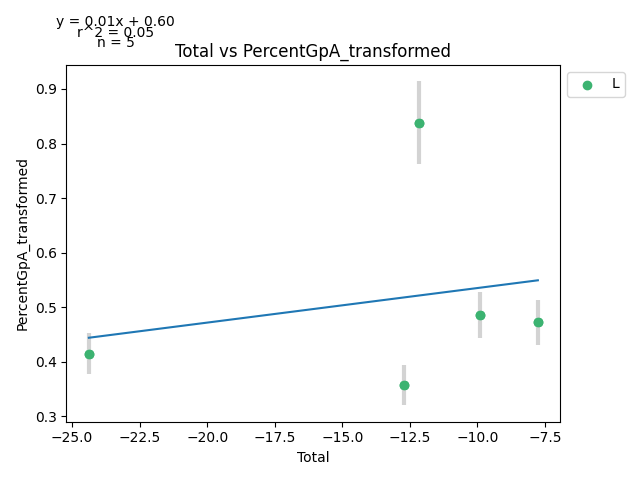 y = 0.01x + 0.60
r^2 = 0.05
n = 5
Total vs PercentGpA_transformed
L
PercentGpA_transformed
0.9
0.8
0.7
0.6
0.5
0.4
0.3
−25.0 −22.5 −20.0 −17.5 −15.0 −12.5 −10.0 −7.5
Total